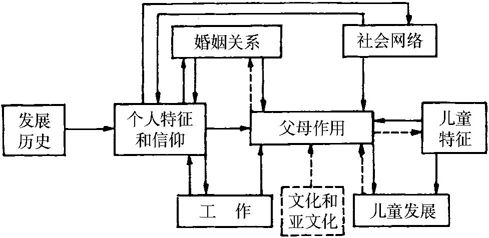 婚姻关系
社会网络
发展
历史
个人特征
和信仰
父母作用
儿童
特征
工 作
文化和
亚文化
儿童发展